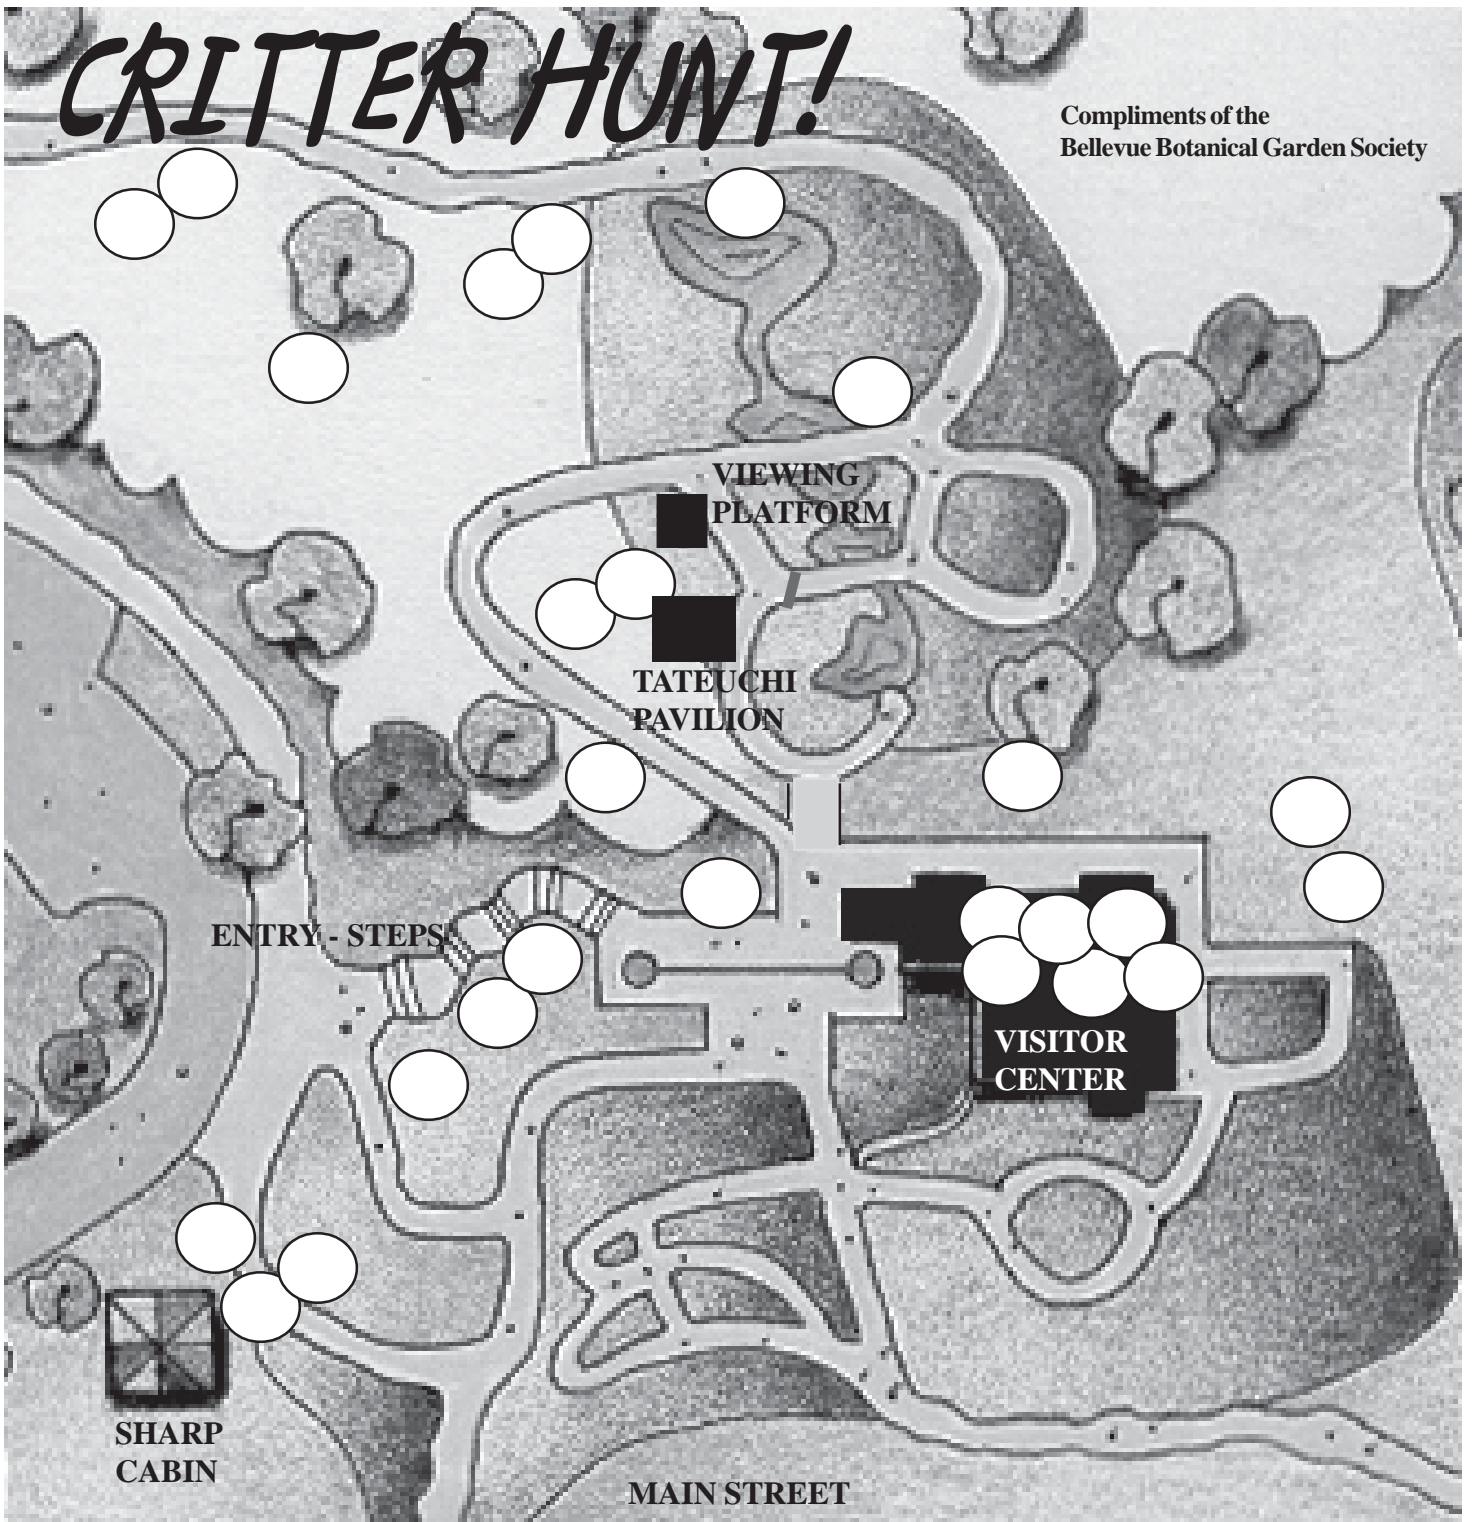 CRITTER HUNT!
Compliments of the
Bellevue Botanical Garden Society
VIEWING
PLATFORM
TATEUCHI
PAVILION
ENTRY - STEPS
VISITOR
CENTER
SHARP
CABIN
MAIN STREET